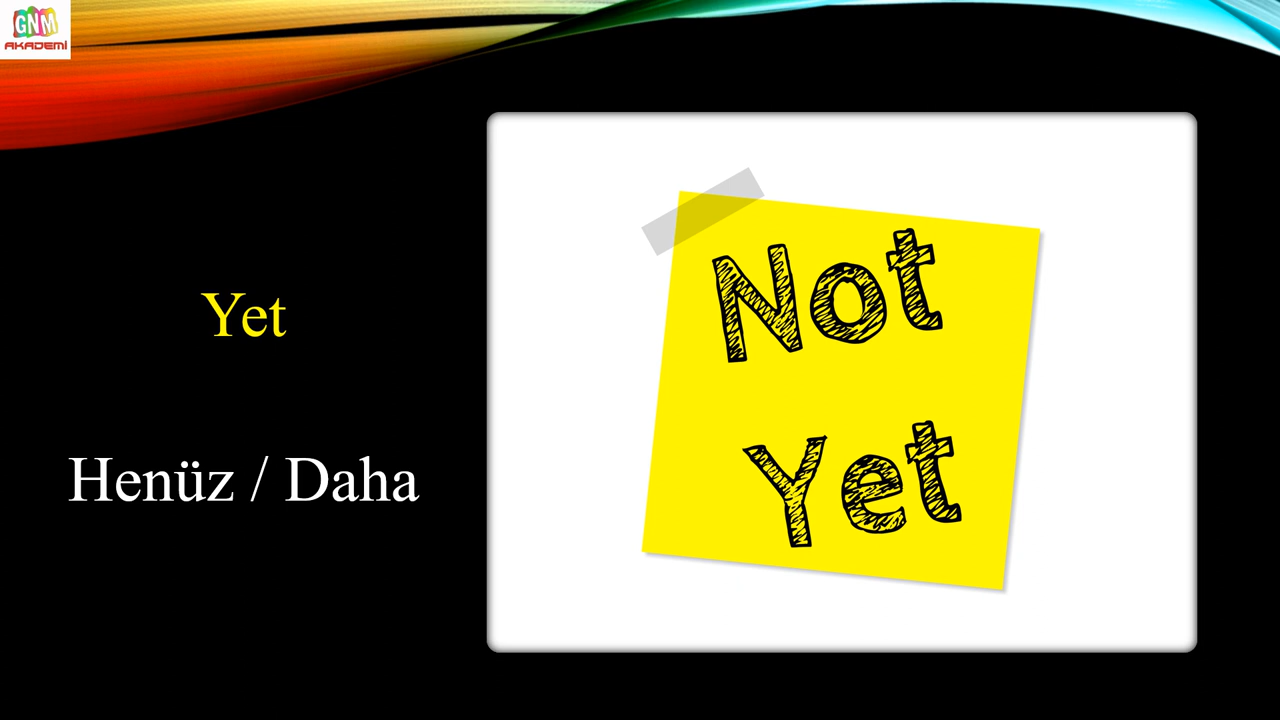 GNM
AKADEMİ
Yet
Henüz / Daha
Not
Yet